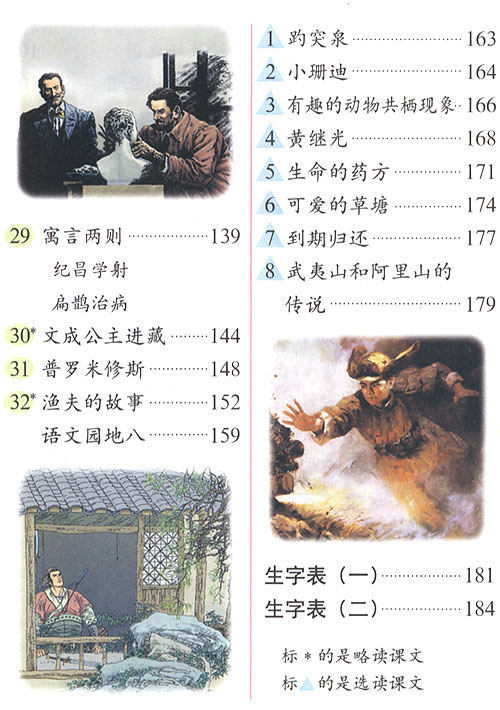 29 寓言两则 ·············· 139
纪昌学射
扁鹊治病
30* 文成公主进藏 ······· 144
31 普罗米修斯 ··········· 148
32* 渔夫的故事 ··········· 152
语文园地八 ··········· 159
1 趵突泉 ···················· 163
2 小珊迪 ···················· 164
3 有趣的动物共栖现象 ·· 166
4 黄继光 ···················· 168
5 生命的药方 ············· 171
6 可爱的草塘 ············· 174
7 到期归还 ················ 177
8 武夷山和阿里山的
传说 ························ 179
生字表（一） ··············· 181
生字表（二） ··············· 184
标 * 的是略读课文
标 ▲ 的是选读课文